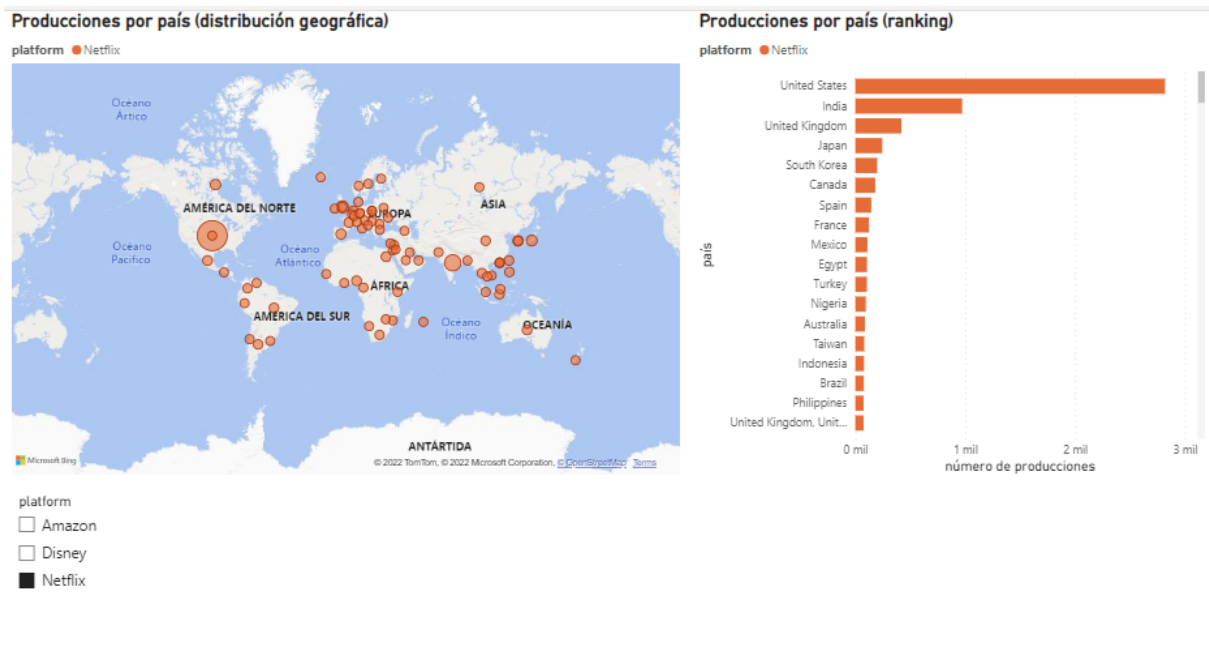 Producciones por país (distribución geográfica)
platform Netflix
Océano
Ártico
AMÉRICA DEL NORTE
EUROPA
ASIA
Océano
Pacífico
Océano
Atlántico
ÁFRICA
AMÉRICA DEL SUR
Océano
Índico
OCEANÍA
ANTÁRTIDA
Microsoft Bing
© 2022 TomTom, © 2022 Microsoft Corporation, © OpenStreetMap Terms
platform
Amazon
Disney
Netflix
Producciones por país (ranking)
platform Netflix
país
United States
India
United Kingdom
Japan
South Korea
Canada
Spain
France
Mexico
Egypt
Turkey
Nigeria
Australia
Taiwan
Indonesia
Brazil
Philippines
United Kingdom, Unit...
0 mil 1 mil 2 mil 3 mil
número de producciones